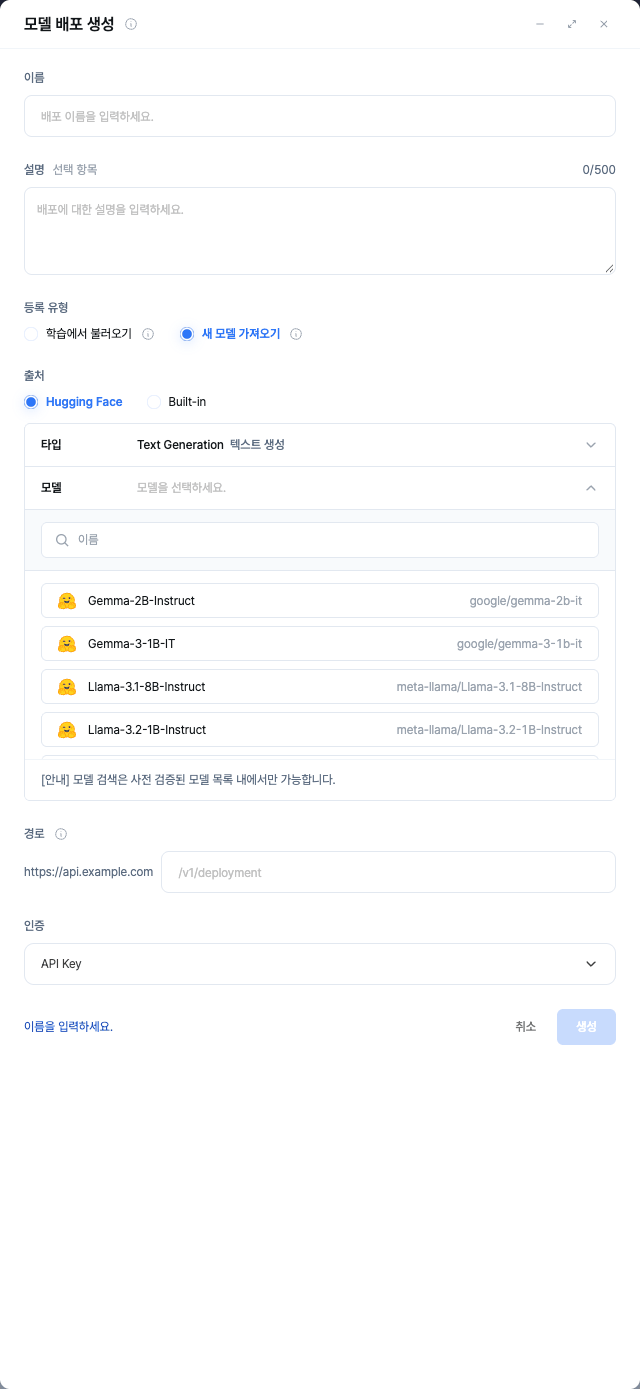 모델 배포 생성
이름
배포 이름을 입력하세요.
설명 선택 항목 0/500
배포에 대한 설명을 입력하세요.
등록 유형
학습에서 불러오기 새 모델 가져오기
출처
Hugging Face Built-in
타입 Text Generation 텍스트 생성
모델 모델을 선택하세요.
이름
Gemma-2B-Instruct google/gemma-2b-it
Gemma-3-1B-IT google/gemma-3-1b-it
Llama-3.1-8B-Instruct meta-llama/Llama-3.1-8B-Instruct
Llama-3.2-1B-Instruct meta-llama/Llama-3.2-1B-Instruct
[안내] 모델 검색은 사전 검증된 모델 목록 내에서만 가능합니다.
경로
https://api.example.com /v1/deployment
인증
API Key
이름을 입력하세요. 취소 생성